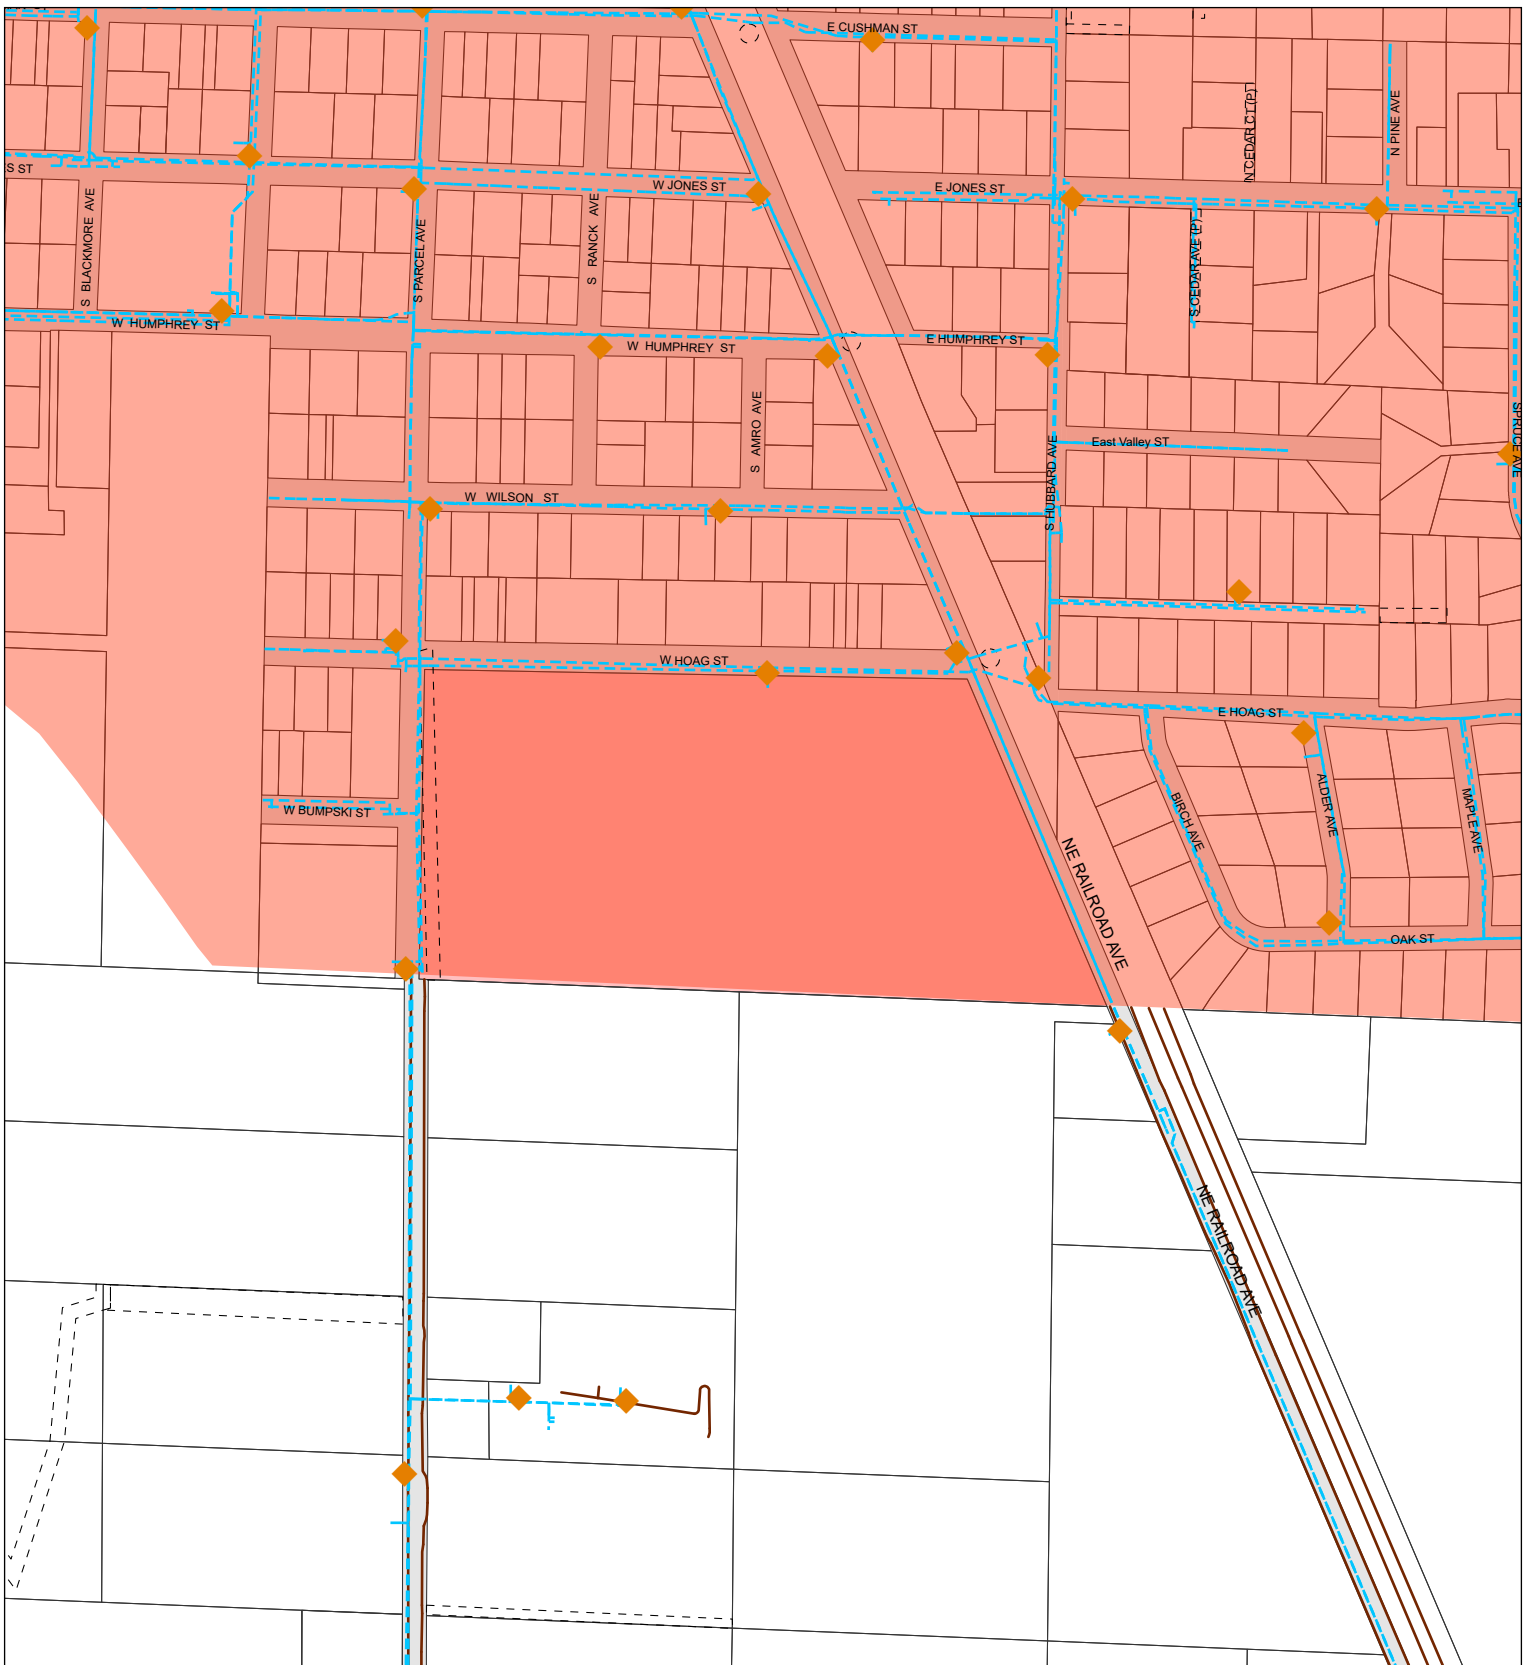 E CUSHMAN ST
N CEDAR CT (P)
N PINE AVE
S ST
W JONES ST
E JONES ST
S BLACKMORE AVE
S PARCEL AVE
S RANCK AVE
S CEDAR AVE (P)
W HUMPHREY ST
W HUMPHREY ST
E HUMPHREY ST
S AMRO AVE
S HUBBARD AVE
East Valley ST
SPRUCE AVE
W WILSON ST
W HOAG ST
E HOAG ST
W BUMPSKI ST
BIRCH AVE
ALDER AVE
MAPLE AVE
NE RAILROAD AVE
OAK ST
NE RAILROAD AVE